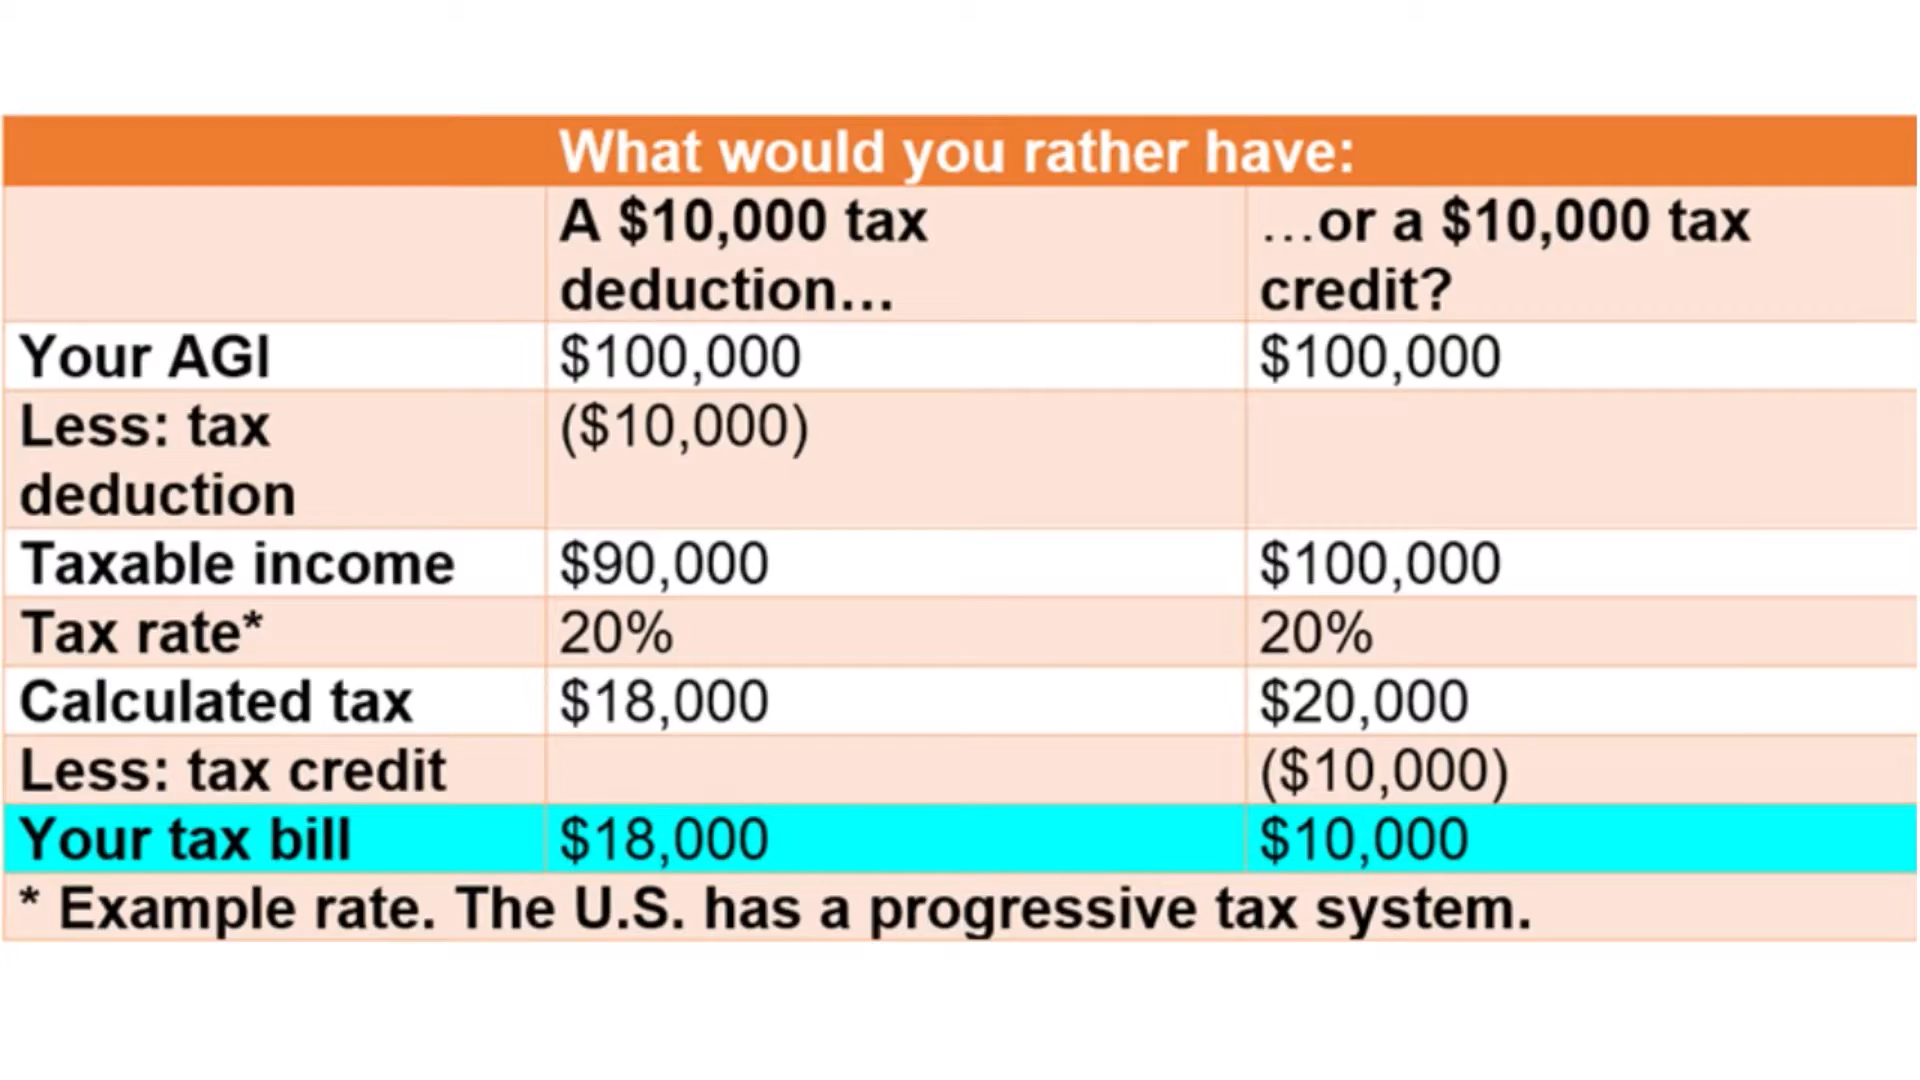 What would you rather have:
A $10,000 tax deduction… …or a $10,000 tax credit?
Your AGI $100,000 $100,000
Less: tax deduction ($10,000)
Taxable income $90,000 $100,000
Tax rate* 20% 20%
Calculated tax $18,000 $20,000
Less: tax credit ($10,000)
Your tax bill $18,000 $10,000
* Example rate. The U.S. has a progressive tax system.